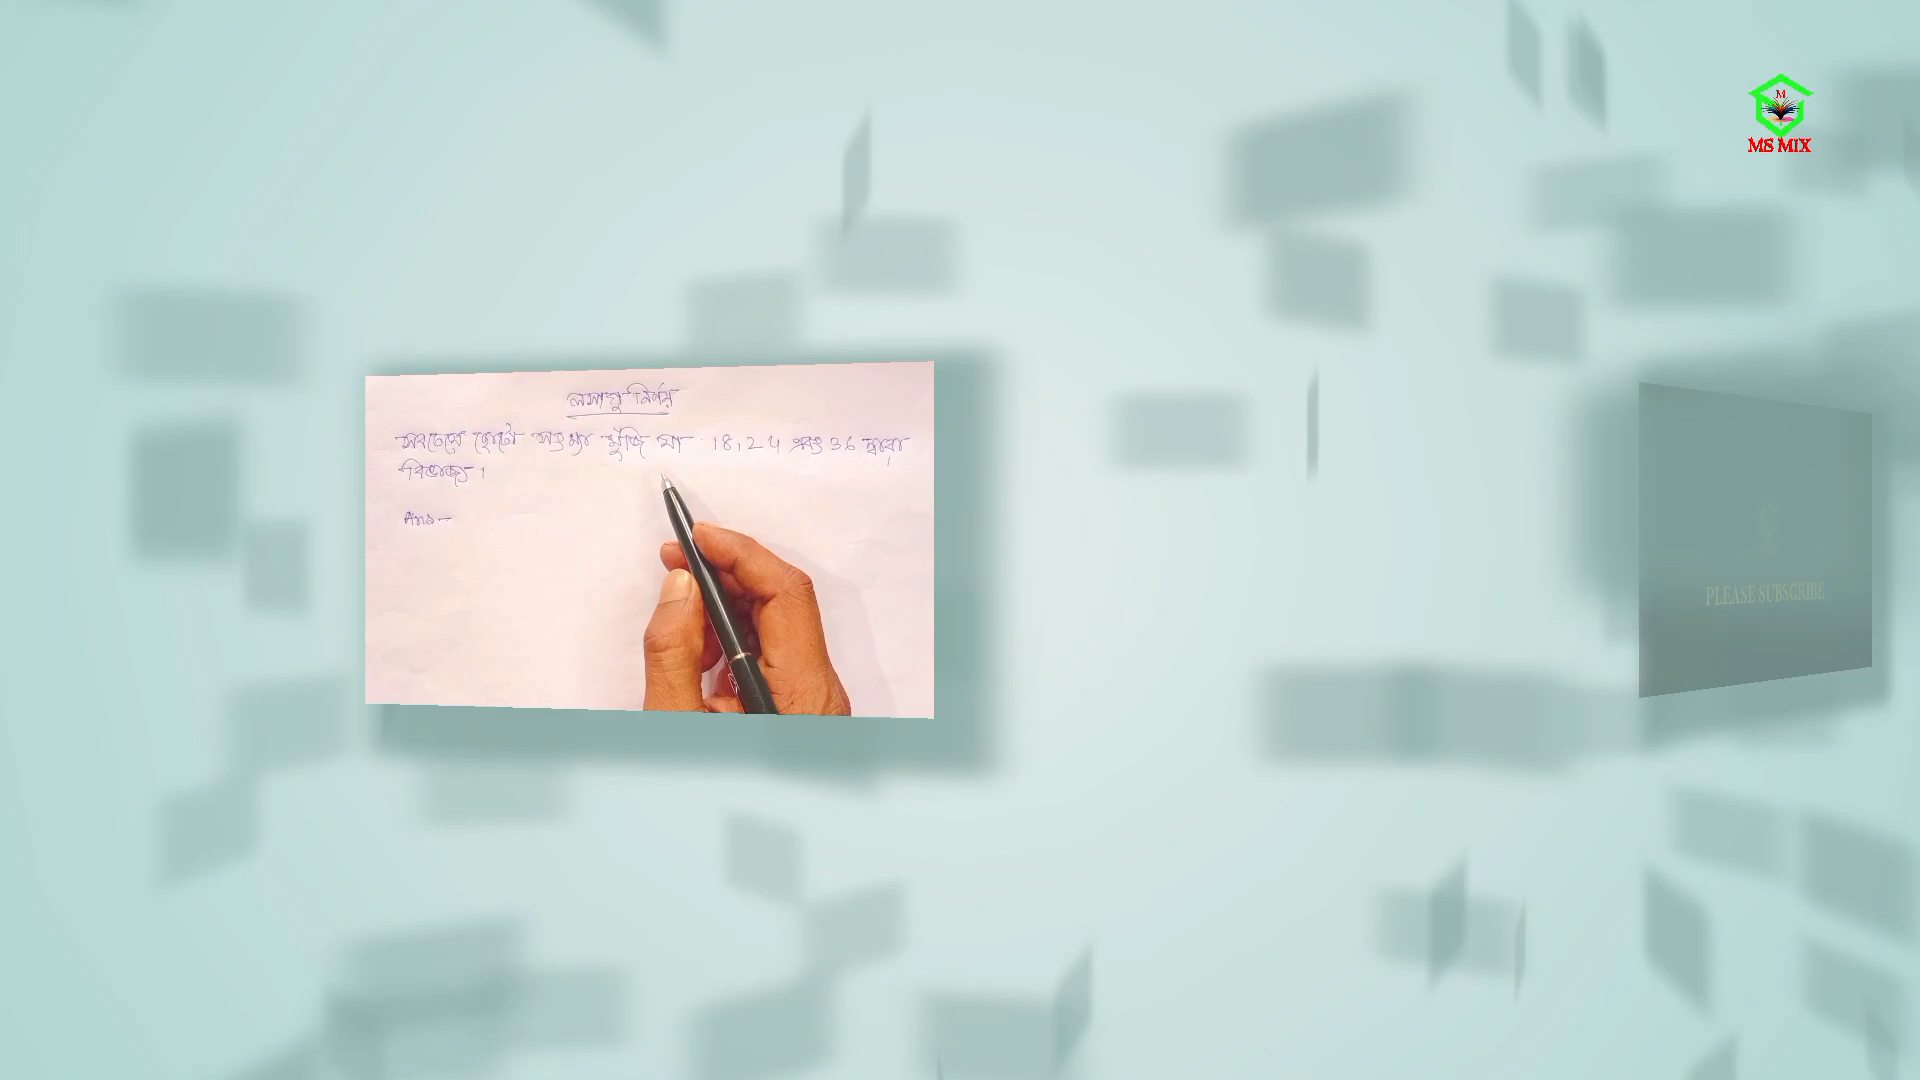 M
MS MIX
লসাগু নির্ণয়
সবচেয়ে ছোটো সংখ্যা খুঁজি যা 18, 24 এবং 36 দ্বারা
বিভাজ্য।
Ans—
PLEASE SUBSCRIBE